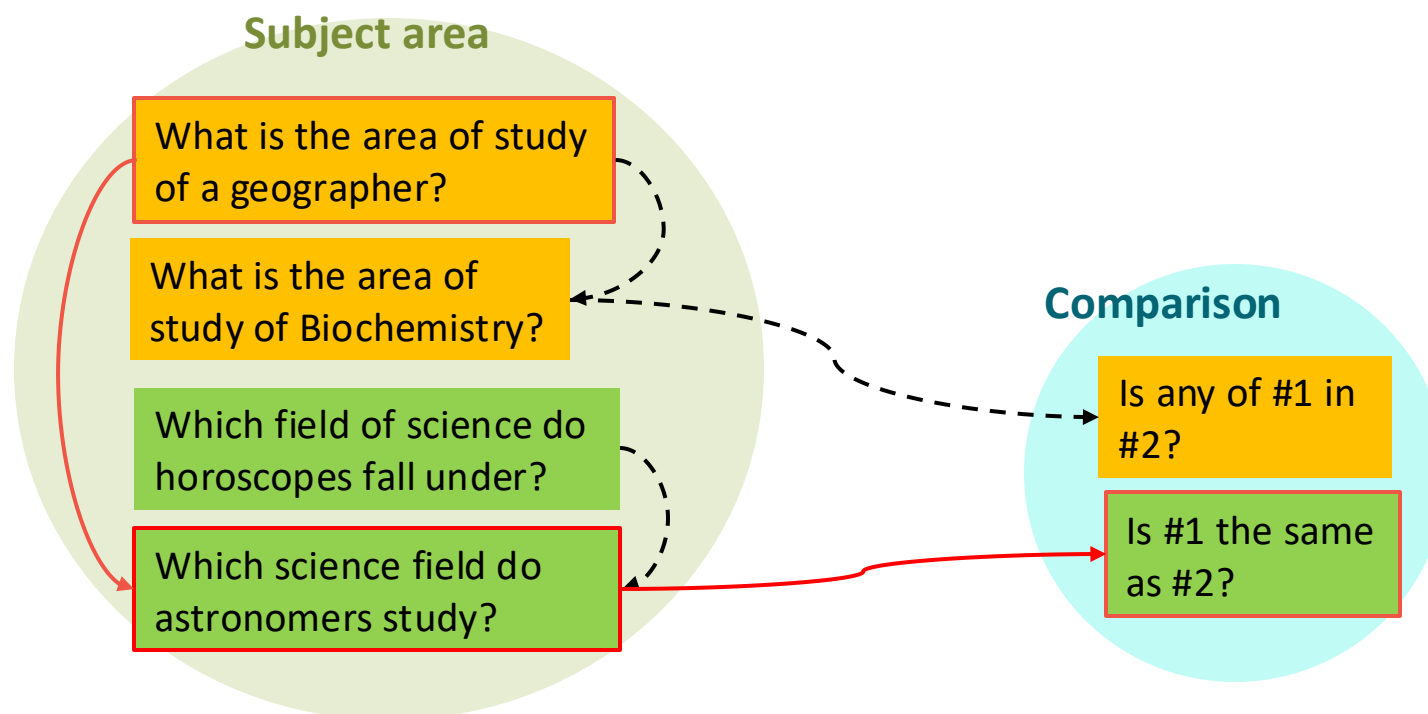 Subject area
What is the area of study
of a geographer?
What is the area of
study of Biochemistry?
Which field of science do
horoscopes fall under?
Which science field do
astronomers study?
Comparison
Is any of #1 in
#2?
Is #1 the same
as #2?